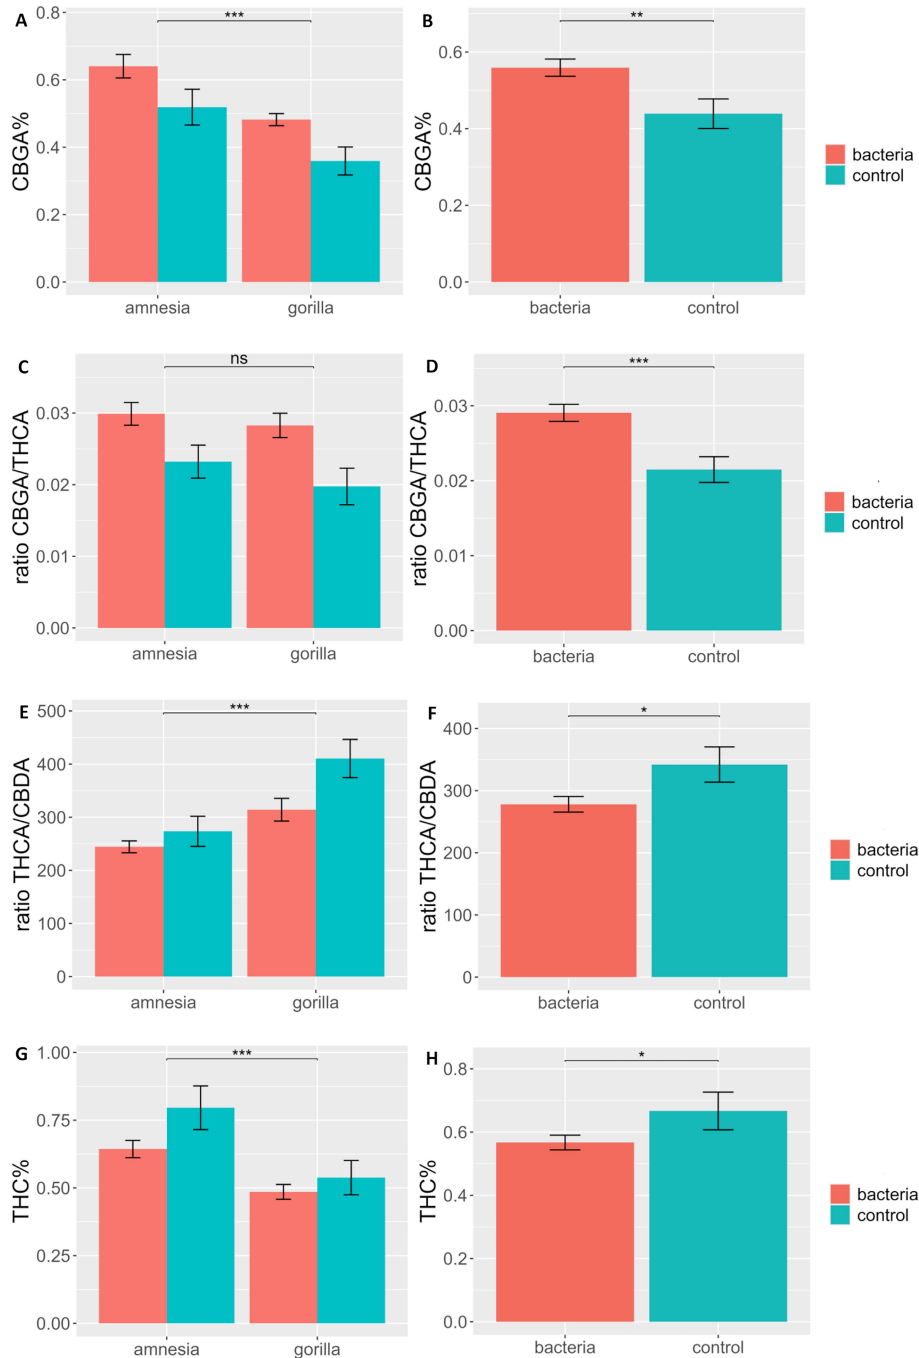 A
***
CBGA%
0.8
0.6
0.4
0.2
0.0
amnesia
gorilla
B
**
CBGA%
0.6
0.4
0.2
0.0
bacteria
control
bacteria
control
C
ns
ratio CBGA/THCA
0.03
0.02
0.01
0.00
amnesia
gorilla
D
***
ratio CBGA/THCA
0.03
0.02
0.01
0.00
bacteria
control
bacteria
control
E
***
ratio THCA/CBDA
500
400
300
200
100
0
amnesia
gorilla
F
*
ratio THCA/CBDA
400
300
200
100
0
bacteria
control
bacteria
control
G
***
THC%
1.00
0.75
0.50
0.25
0.00
amnesia
gorilla
H
*
THC%
0.8
0.6
0.4
0.2
0.0
bacteria
control
bacteria
control